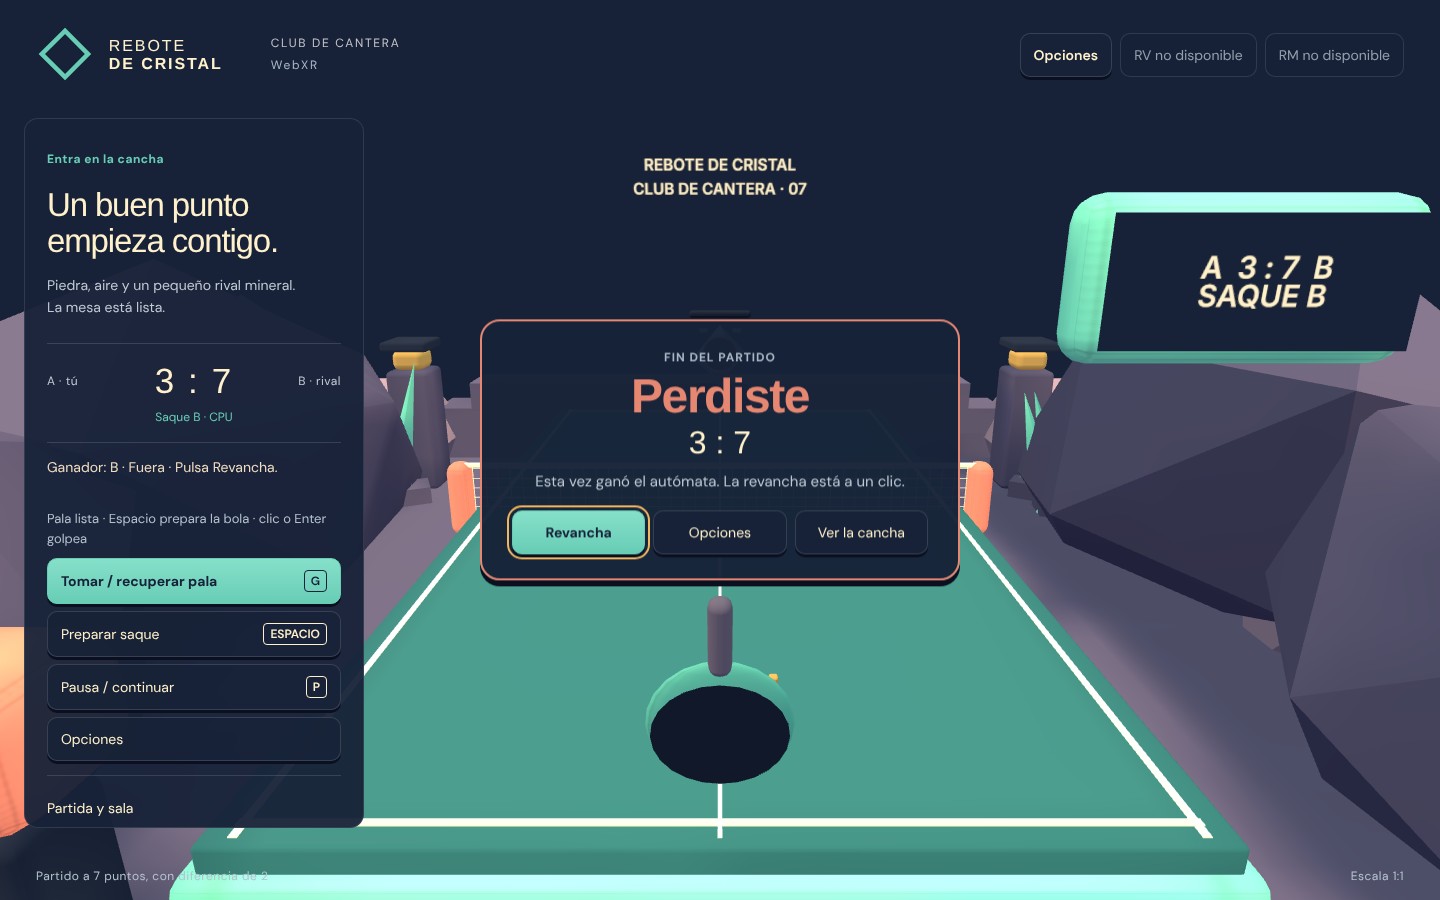 REBOTE
DE CRISTAL
CLUB DE CANTERA
WebXR
Opciones
RV no disponible
RM no disponible
Entra en la cancha
Un buen punto
empieza contigo.
Piedra, aire y un pequeño rival mineral.
La mesa está lista.
A · tú
3 : 7
B · rival
Saque B · CPU
Ganador: B · Fuera · Pulsa Revancha.
Pala lista · Espacio prepara la bola · clic o Enter
golpea
Tomar / recuperar pala
G
Preparar saque
ESPACIO
Pausa / continuar
P
Opciones
Partida y sala
REBOTE DE CRISTAL
CLUB DE CANTERA · 07
A 3 : 7 B
SAQUE B
FIN DEL PARTIDO
Perdiste
3 : 7
Esta vez ganó el autómata. La revancha está a un clic.
Revancha
Opciones
Ver la cancha
Partido a 7 puntos, con diferencia de 2
Escala 1:1